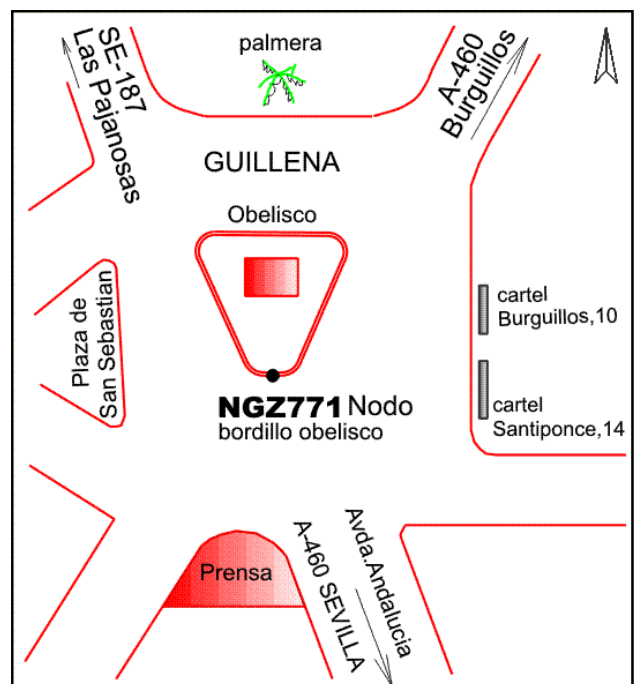 palmera
SE-187
Las Pajanosas
A-460
Burguillos
GUILLENA
Obelisco
cartel
Burguillos,10
Plaza de
San Sebastian
NGZ771 Nodo
bordillo obelisco
cartel
Santiponce,14
Prensa
A-460 SEVILLA
Avda.Andalucia